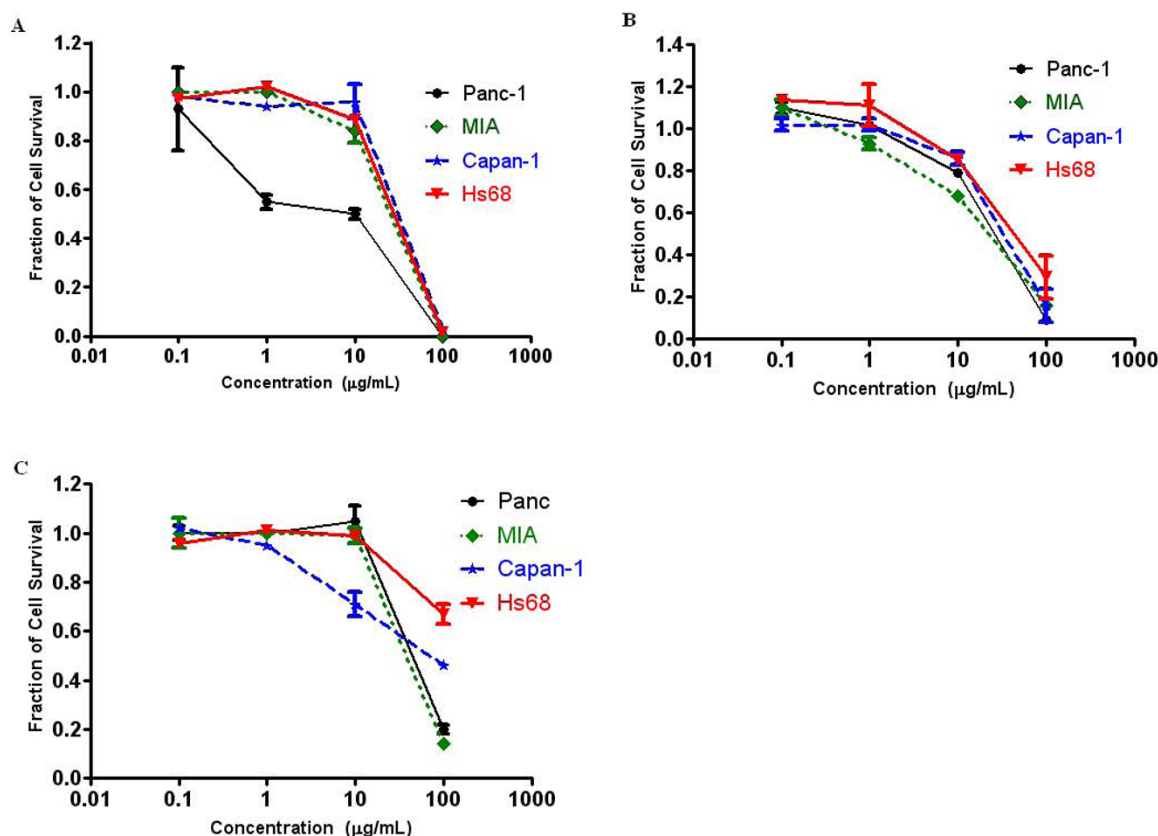 A
1.2
1.0
0.8
0.6
0.4
0.2
0.0
0.01
0.1
1
10
100
1000
Fraction of Cell Survival
Concentration (μg/mL)
Panc-1
MIA
Capan-1
Hs68
B
1.4
1.2
1.0
0.8
0.6
0.4
0.2
0.0
0.01
0.1
1
10
100
1000
Fraction of Cell Survival
Concentration (μg/mL)
Panc-1
MIA
Capan-1
Hs68
C
1.2
1.0
0.8
0.6
0.4
0.2
0.0
0.01
0.1
1
10
100
1000
Fraction of Cell Survival
Concentration (μg/mL)
Panc
MIA
Capan-1
Hs68